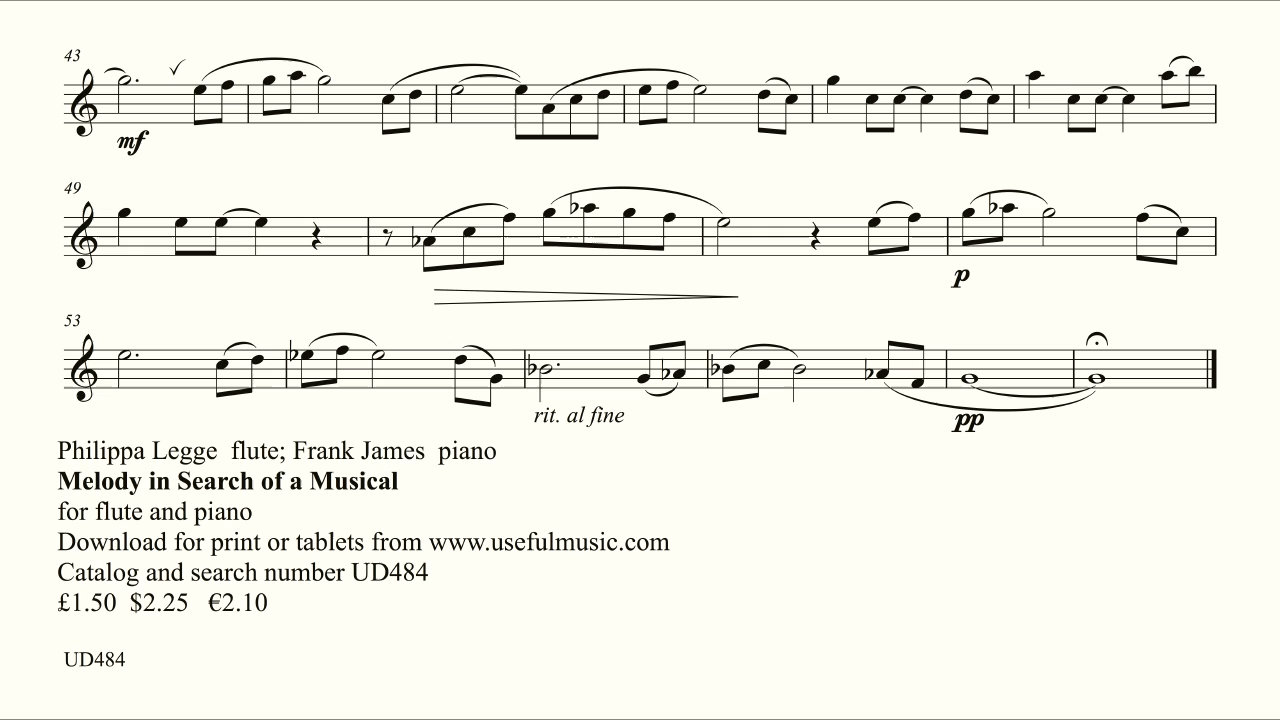 43
mf
49
p
53
rit. al fine
pp
Philippa Legge flute; Frank James piano
Melody in Search of a Musical
for flute and piano
Download for print or tablets from www.usefulmusic.com
Catalog and search number UD484
£1.50 $2.25 €2.10
UD484